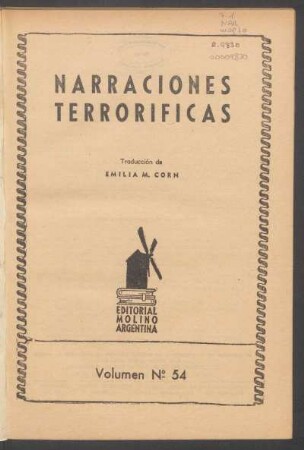 NARRACIONES
TERRORIFICAS
Traducción de
EMILIA M. CORN
EDITORIAL
MOLINO
ARGENTINA
Volumen Nº 54